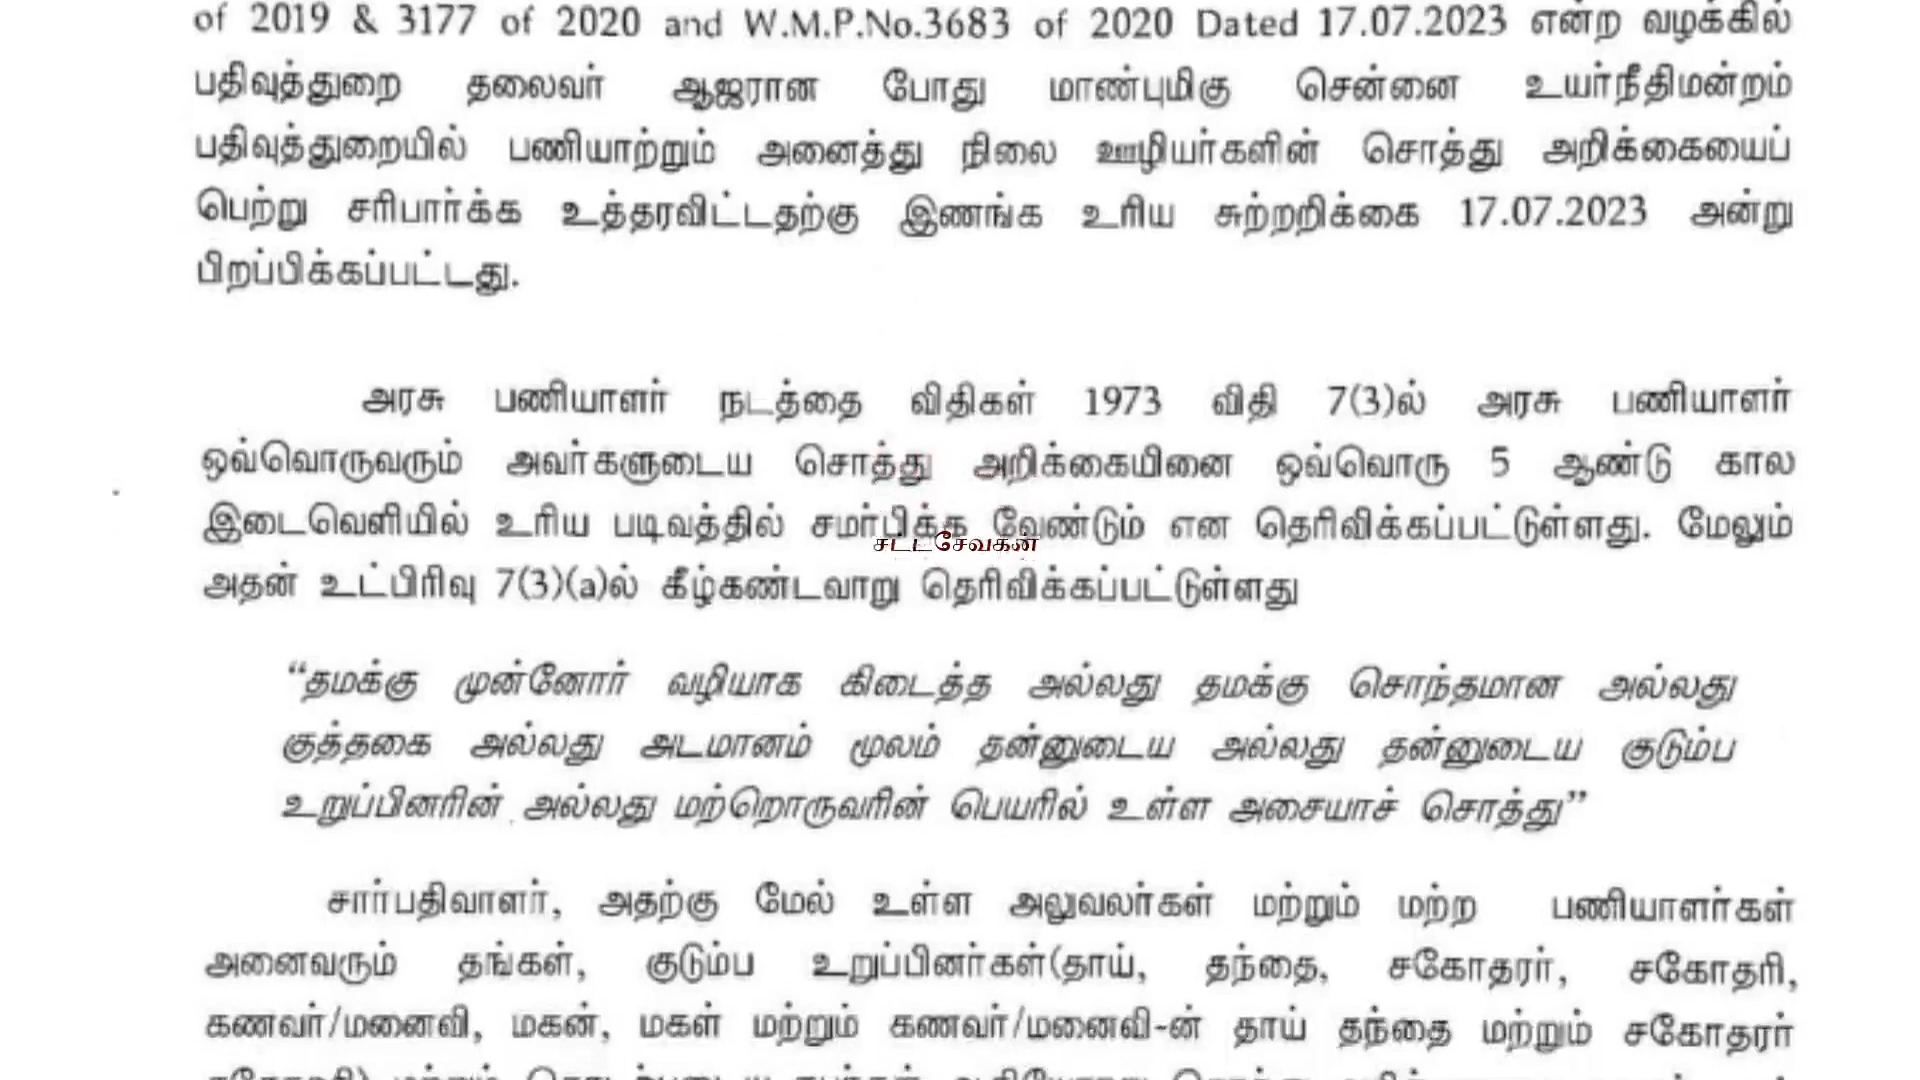 of 2019 & 3177 of 2020 and W.M.P.No.3683 of 2020 Dated 17.07.2023 என்ற வழக்கில்
பதிவுத்துறை தலைவர் ஆஜரான போது மாண்புமிகு சென்னை உயர்நீதிமன்றம்
பதிவுத்துறையில் பணியாற்றும் அனைத்து நிலை ஊழியர்களின் சொத்து அறிக்கையைப்
பெற்று சரிபார்க்க உத்தரவிட்டதற்கு இணங்க உரிய சுற்றறிக்கை 17.07.2023 அன்று
பிறப்பிக்கப்பட்டது.
அரசு பணியாளர் நடத்தை விதிகள் 1973 விதி 7(3)ல் அரசு பணியாளர்
ஒவ்வொருவரும் அவர்களுடைய சொத்து அறிக்கையினை ஒவ்வொரு 5 ஆண்டு கால
இடைவெளியில் உரிய படிவத்தில் சமர்பிக்க வேண்டும் என தெரிவிக்கப்பட்டுள்ளது. மேலும்
சட்டசேவகன்
அதன் உட்பிரிவு 7(3)(a)ல் கீழ்கண்டவாறு தெரிவிக்கப்பட்டுள்ளது
“தமக்கு முன்னோர் வழியாக கிடைத்த அல்லது தமக்கு சொந்தமான அல்லது
குத்தகை அல்லது அடமானம் மூலம் தன்னுடைய அல்லது தன்னுடைய குடும்ப
உறுப்பினரின் அல்லது மற்றொருவரின் பெயரில் உள்ள அசையாச் சொத்து”
சார்பதிவாளர், அதற்கு மேல் உள்ள அலுவலர்கள் மற்றும் மற்ற பணியாளர்கள்
அனைவரும் தங்கள், குடும்ப உறுப்பினர்கள்(தாய், தந்தை, சகோதரர், சகோதரி,
கணவர்/மனைவி, மகன், மகள் மற்றும் கணவர்/மனைவி-ன் தாய் தந்தை மற்றும் சகோதரர்